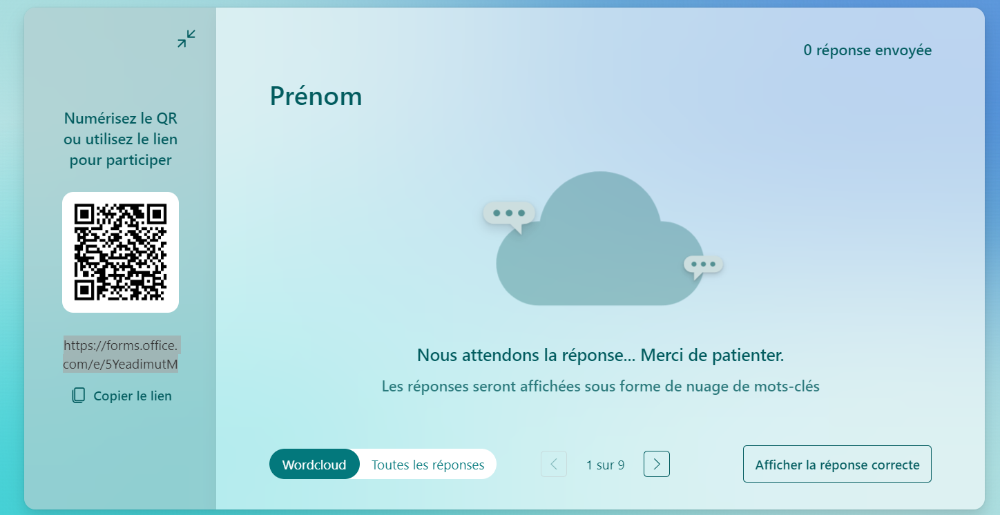 Numérisez le QR
ou utilisez le lien
pour participer
https://forms.office.
com/e/5YeadimutM
Copier le lien
0 réponse envoyée
Prénom
Nous attendons la réponse... Merci de patienter.
Les réponses seront affichées sous forme de nuage de mots-clés
Wordcloud
Toutes les réponses
1 sur 9
Afficher la réponse correcte